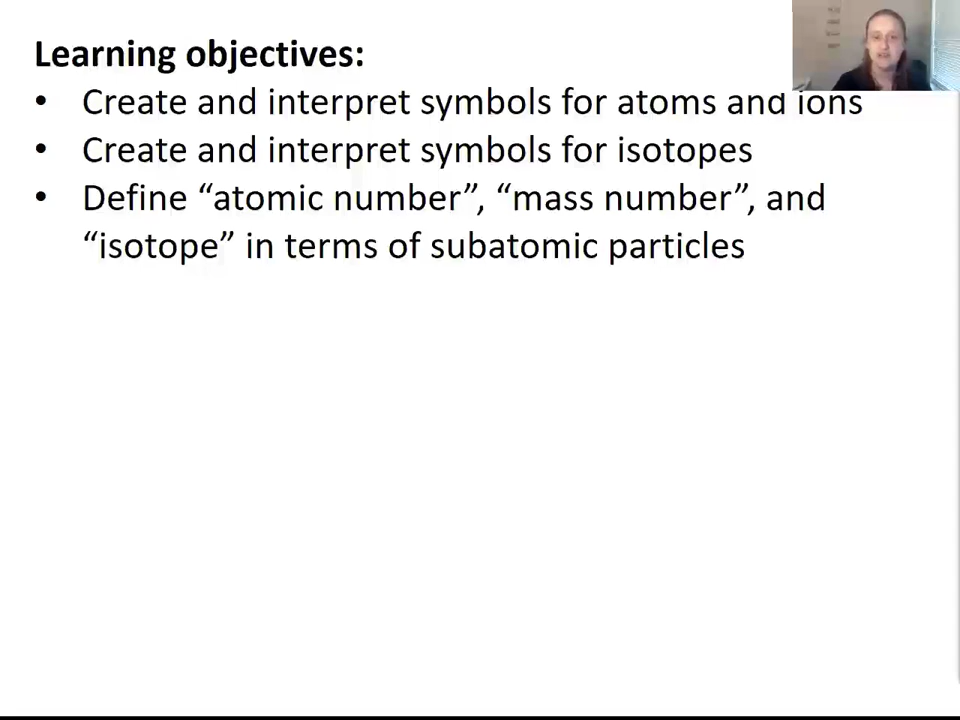 Learning objectives:
• Create and interpret symbols for atoms and ions
• Create and interpret symbols for isotopes
• Define “atomic number”, “mass number”, and
“isotope” in terms of subatomic particles